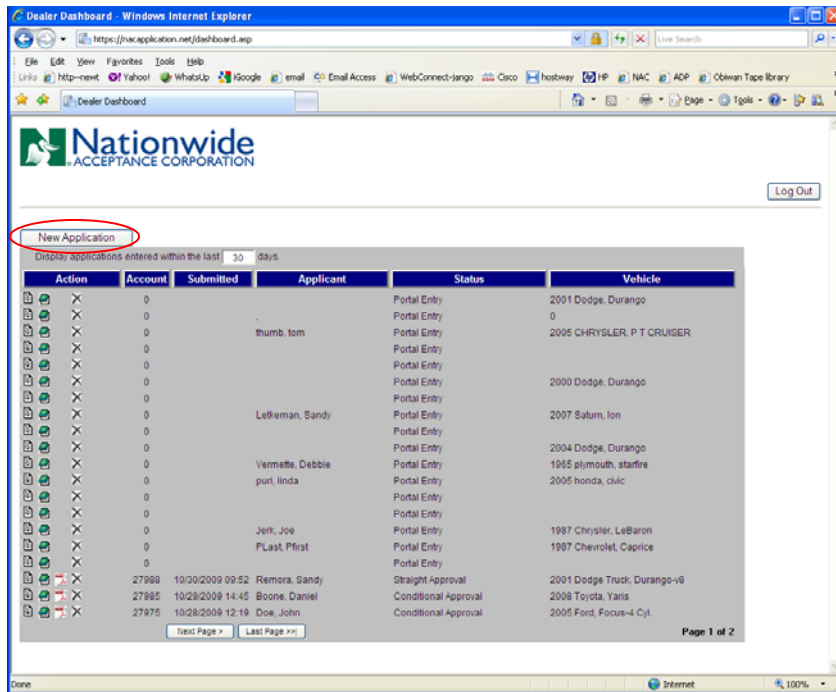 Dealer Dashboard - Windows Internet Explorer
https://nacapplication.net/dashboard.asp
Live Search
File Edit View Favorites Tools Help
Links http--newt Yahoo! WhatsUp iGoogle email Email Access WebConnect-jango Cisco hostway HP NAC ADP Obiwan Tape library
Dealer Dashboard
Page Tools
Nationwide
ACCEPTANCE CORPORATION
Log Out
New Application
Display applications entered within the last 30 days.
Action Account Submitted Applicant Status Vehicle
0 Portal Entry 2001 Dodge, Durango
0 , Portal Entry 0
0 thumb, tom Portal Entry 2005 CHRYSLER, P T CRUISER
0 Portal Entry
0 Portal Entry
0 Portal Entry 2000 Dodge, Durango
0 Portal Entry
0 Letkeman, Sandy Portal Entry 2007 Saturn, Ion
0 Portal Entry
0 Portal Entry 2004 Dodge, Durango
0 Vermette, Debbie Portal Entry 1965 plymouth, starfire
0 purl, linda Portal Entry 2005 honda, civic
0 Portal Entry
0 Portal Entry
0 Jerk, Joe Portal Entry 1987 Chrysler, LeBaron
0 PLast, Pfirst Portal Entry 1987 Chevrolet, Caprice
0 Portal Entry
27988 10/30/2009 09:52 Remora, Sandy Straight Approval 2001 Dodge Truck, Durango-v8
27985 10/29/2009 14:45 Boone, Daniel Conditional Approval 2008 Toyota, Yaris
27975 10/28/2009 12:19 Doe, John Conditional Approval 2005 Ford, Focus-4 Cyl.
Next Page > Last Page >>| Page 1 of 2
Done Internet 100%